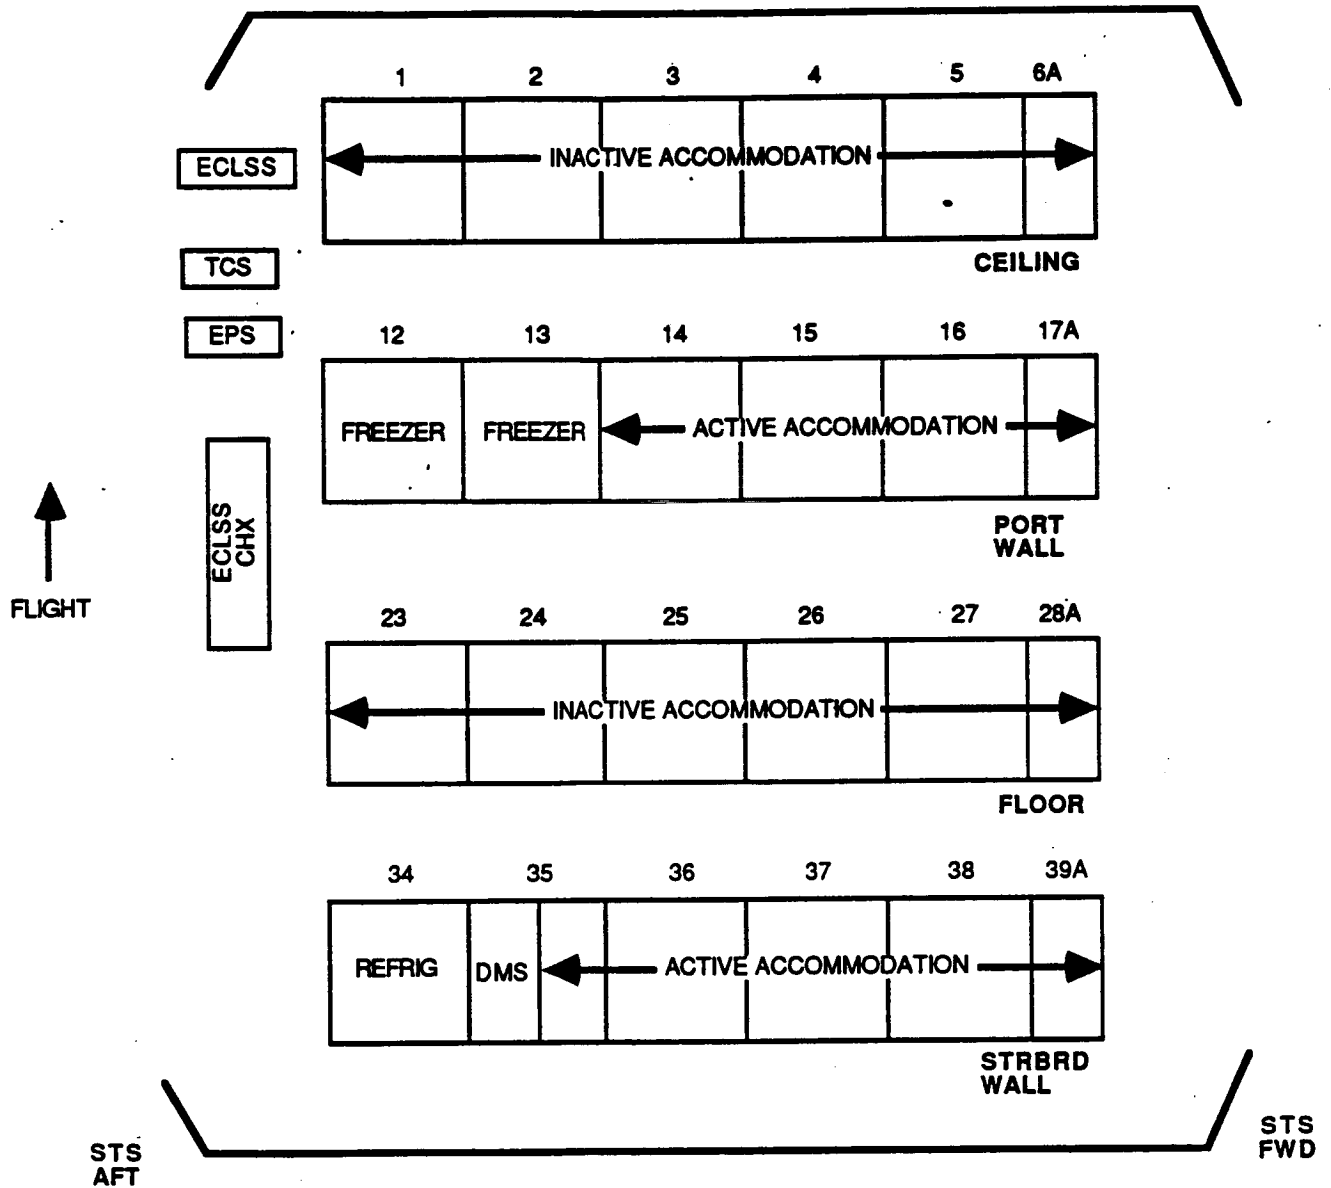 1 2 3 4 5 6A
ECLSS
INACTIVE ACCOMMODATION
CEILING
TCS
EPS
12 13 14 15 16 17A
FREEZER FREEZER ACTIVE ACCOMMODATION
PORT
WALL
ECLSS
CHX
FLIGHT
23 24 25 26 27 28A
INACTIVE ACCOMMODATION
FLOOR
34 35 36 37 38 39A
REFRIG DMS ACTIVE ACCOMMODATION
STRBRD
WALL
STS
AFT
STS
FWD